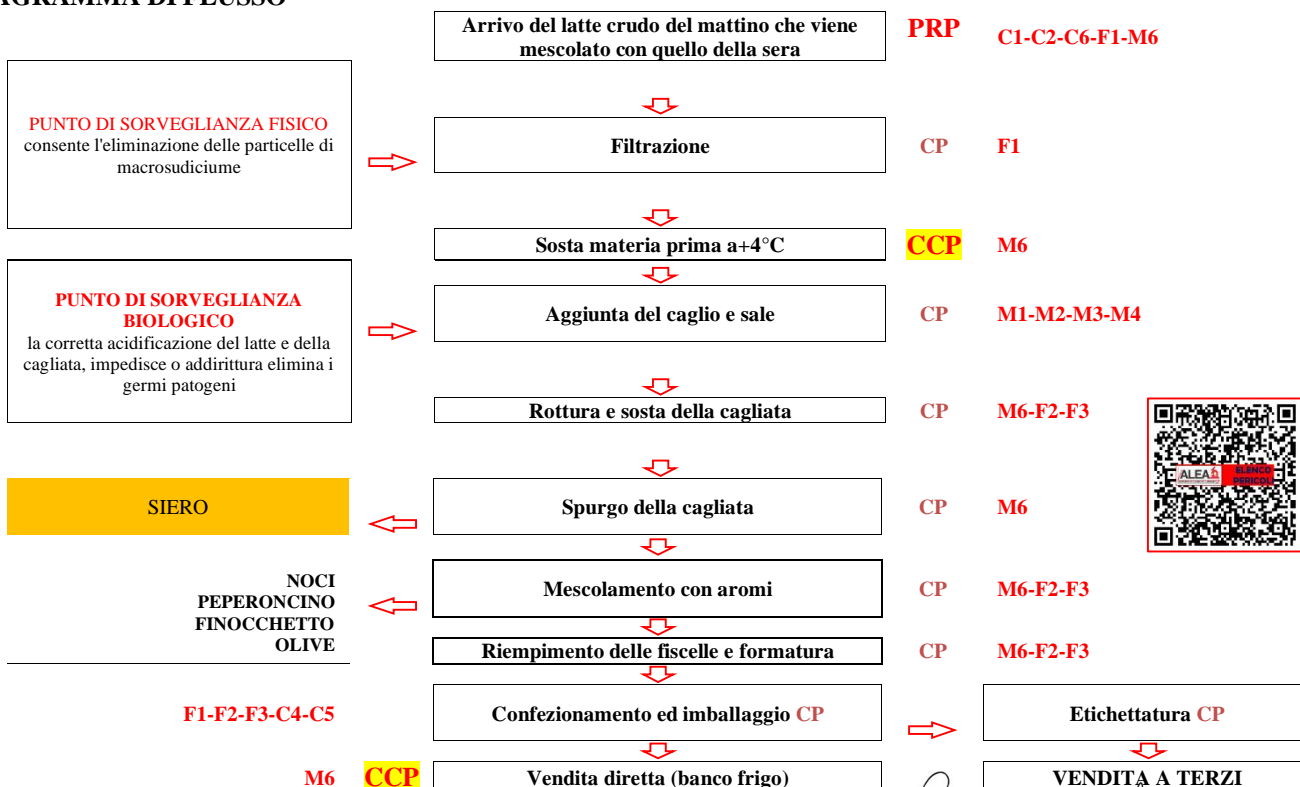 Arrivo del latte crudo del mattino che viene
mescolato con quello della sera
PRP
C1-C2-C6-F1-M6
PUNTO DI SORVEGLIANZA FISICO
consente l'eliminazione delle particelle di
macrosudiciume
Filtrazione
CP
F1
Sosta materia prima a+4°C
CCP
M6
PUNTO DI SORVEGLIANZA
BIOLOGICO
la corretta acidificazione del latte e della
cagliata, impedisce o addirittura elimina i
germi patogeni
Aggiunta del caglio e sale
CP
M1-M2-M3-M4
Rottura e sosta della cagliata
CP
M6-F2-F3
ALEA
ELENCO
PERICOLI
SIERO
Spurgo della cagliata
CP
M6
NOCI
PEPERONCINO
FINOCCHETTO
OLIVE
Mescolamento con aromi
CP
M6-F2-F3
Riempimento delle fiscelle e formatura
CP
M6-F2-F3
F1-F2-F3-C4-C5
Confezionamento ed imballaggio CP
Etichettatura CP
M6
CCP
Vendita diretta (banco frigo)
VENDITA A TERZI